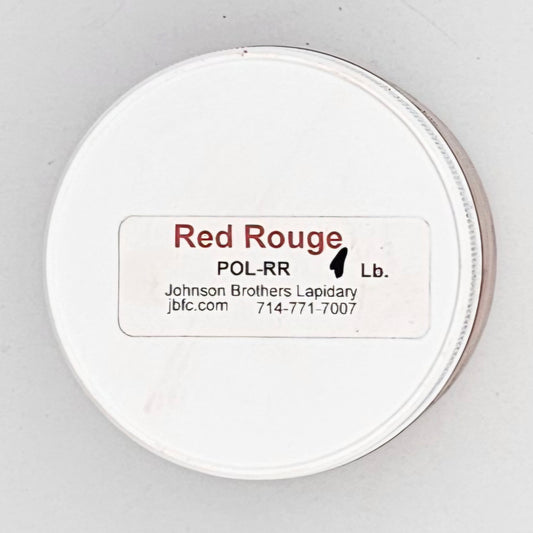 Red Rouge
POL-RR 1 Lb.
Johnson Brothers Lapidary
jbfc.com 714-771-7007